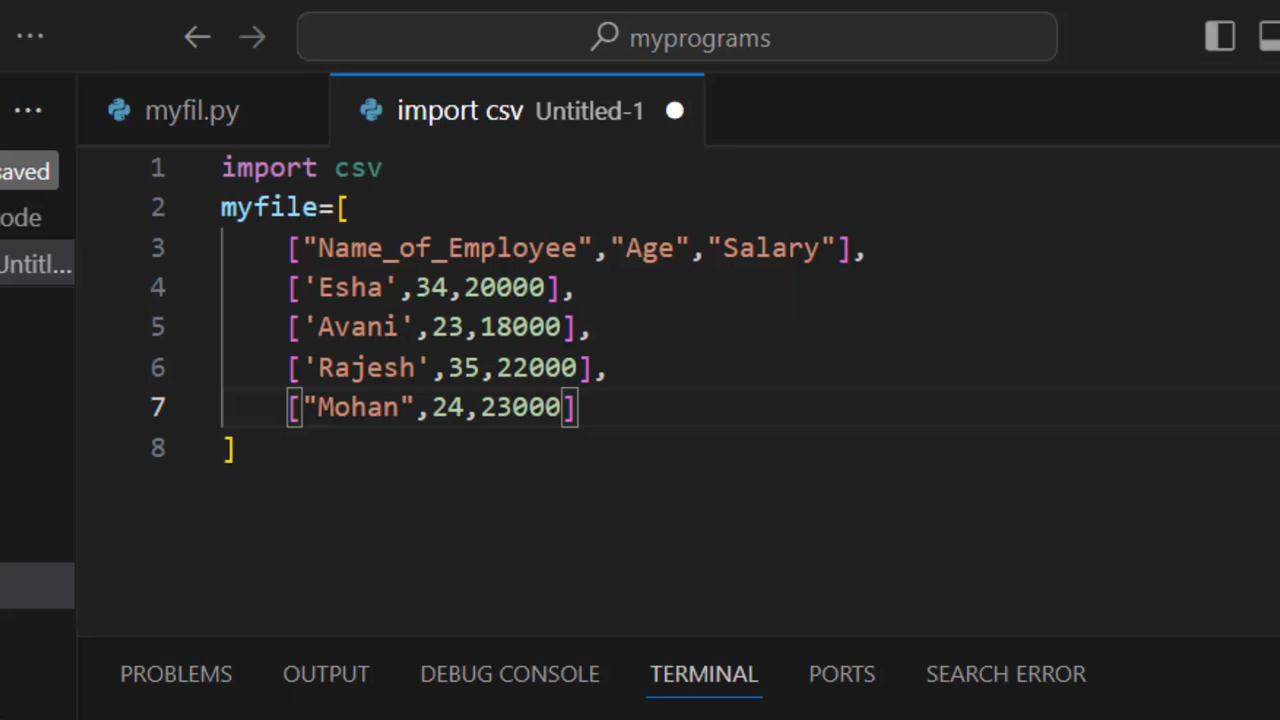 myprograms
myfil.py
import csv Untitled-1
saved
ode
Untitl...
1 import csv
2 myfile=[
3 ["Name_of_Employee","Age","Salary"],
4 ['Esha',34,20000],
5 ['Avani',23,18000],
6 ['Rajesh',35,22000],
7 ["Mohan",24,23000]
8 ]
PROBLEMS OUTPUT DEBUG CONSOLE TERMINAL PORTS SEARCH ERROR